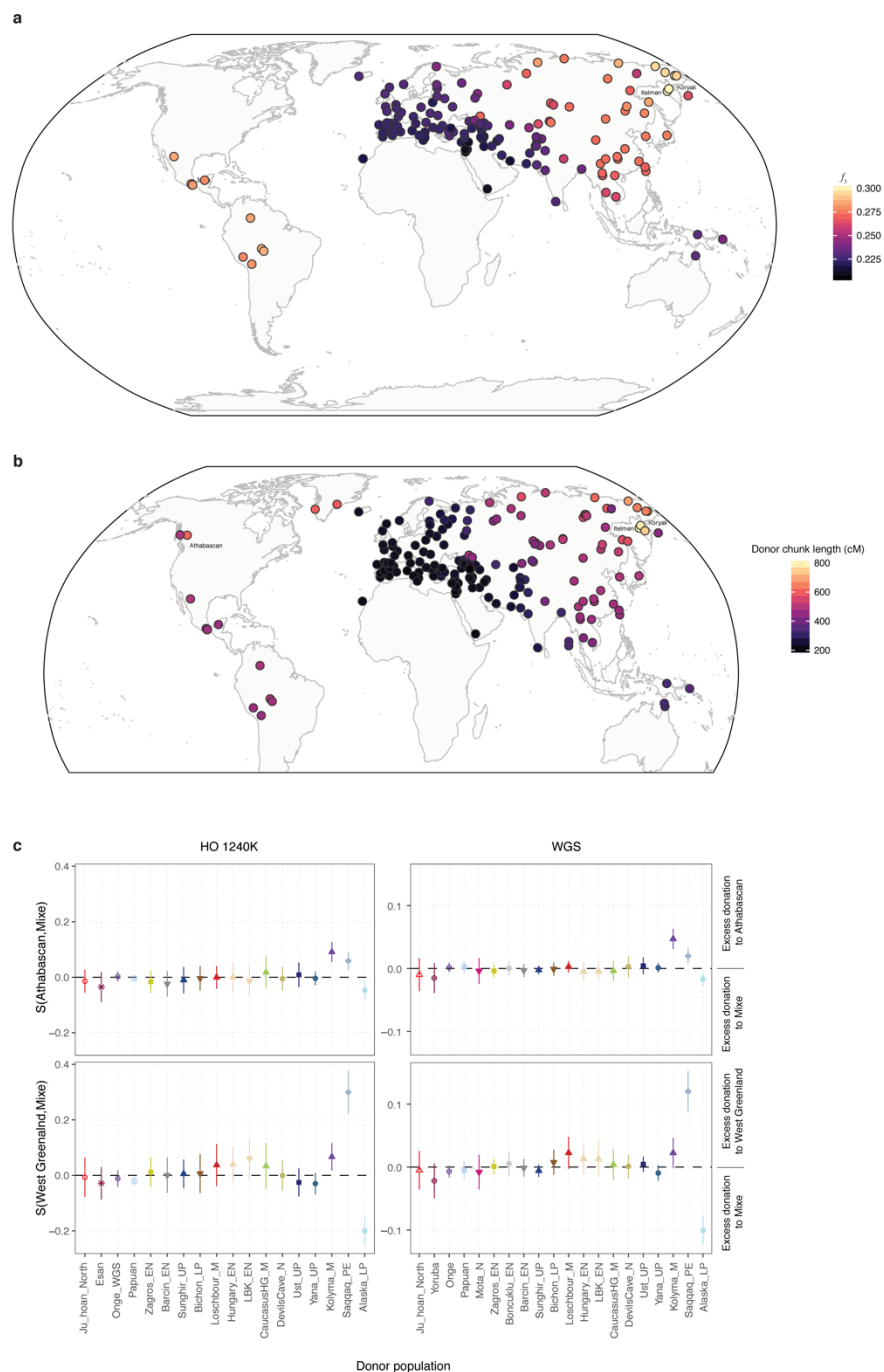 a
Itelmen
Koryak
f3
0.300
0.275
0.250
0.225
b
Itelmen
Koryak
Athabascan
Donor chunk length (cM)
800
600
400
200
c
HO 1240K
WGS
S(Athabascan,Mixe)
0.4
0.2
0.0
−0.2
0.1
0.0
−0.1
Excess donation
to Athabascan
Excess donation
to Mixe
S(West Greenalnd,Mixe)
0.4
0.2
0.0
−0.2
0.1
0.0
−0.1
Excess donation
to West Greenland
Excess donation
to Mixe
Ju_hoan_North
Esan
Onge_WGS
Papuan
Zagros_EN
Barcin_EN
Sunghir_UP
Bichon_LP
Loschbour_M
Hungary_EN
LBK_EN
CaucasusHG_M
DevilsCave_N
Ust_UP
Yana_UP
Kolyma_M
Saqqaq_PE
Alaska_LP
Ju_hoan_North
Yoruba
Onge
Papuan
Mota_N
Zagros_EN
Boncuklu_EN
Barcin_EN
Sunghir_UP
Bichon_LP
Loschbour_M
Hungary_EN
LBK_EN
CaucasusHG_M
DevilsCave_N
Ust_UP
Yana_UP
Kolyma_M
Saqqaq_PE
Alaska_LP
Donor population